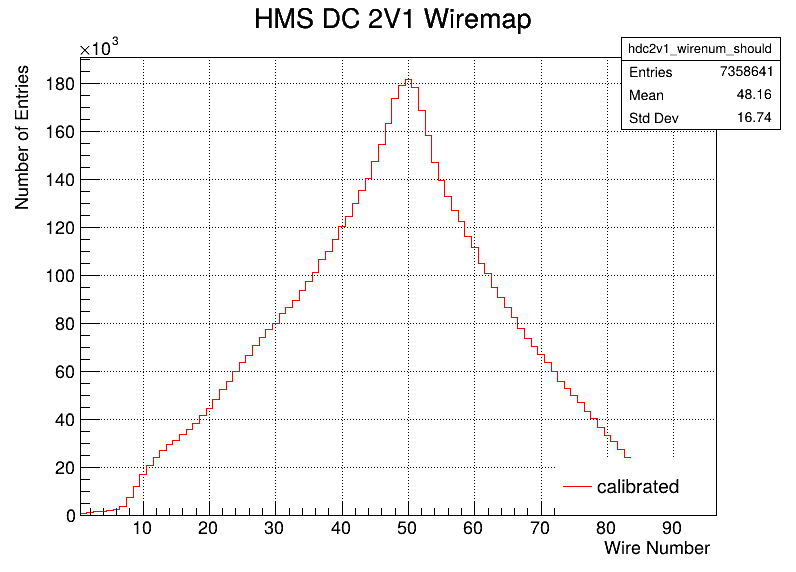 HMS DC 2V1 Wiremap
×10³
hdc2v1_wirenum_should
Entries 7358641
Mean 48.16
Std Dev 16.74
Number of Entries
180
160
140
120
100
80
60
40
20
0
calibrated
10 20 30 40 50 60 70 80 90
Wire Number